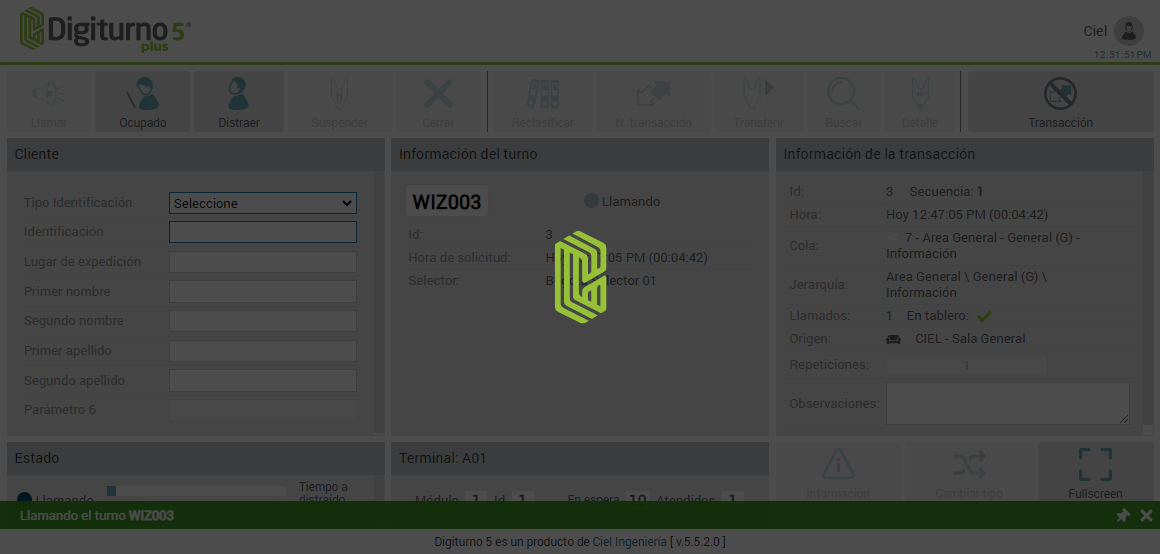 Digiturno 5®
plus
Ciel
12:51:51 PM
Llamar
Ocupado
Distraer
Suspender
Cerrar
Reclasificar
N. transacción
Transferir
Buscar
Detalle
Transacción
Cliente
Tipo Identificación
Seleccione
Identificación
Lugar de expedición
Primer nombre
Segundo nombre
Primer apellido
Segundo apellido
Parámetro 6
Información del turno
WIZ003 Llamando
Id: 3
Hora de solicitud: 05 PM (00:04:42)
Selector: lector 01
Información de la transacción
Id: 3 Secuencia: 1
Hora: Hoy 12:47:05 PM (00:04:42)
Cola: 7 - Area General - General (G) -
Información
Jerarquía: Area General \ General (G) \
Información
Llamados: 1 En tablero:
Origen: CIEL - Sala General
Repeticiones: 1
Observaciones:
Estado
Llamando
Tiempo a
distraído
Terminal: A01
Módulo 1 Id 1 En espera 10 Atendidos 1
Información
Cambiar tipo
Fullscreen
Llamando el turno WIZ003
Digiturno 5 es un producto de Ciel Ingeniería [ v.5.5.2.0 ]